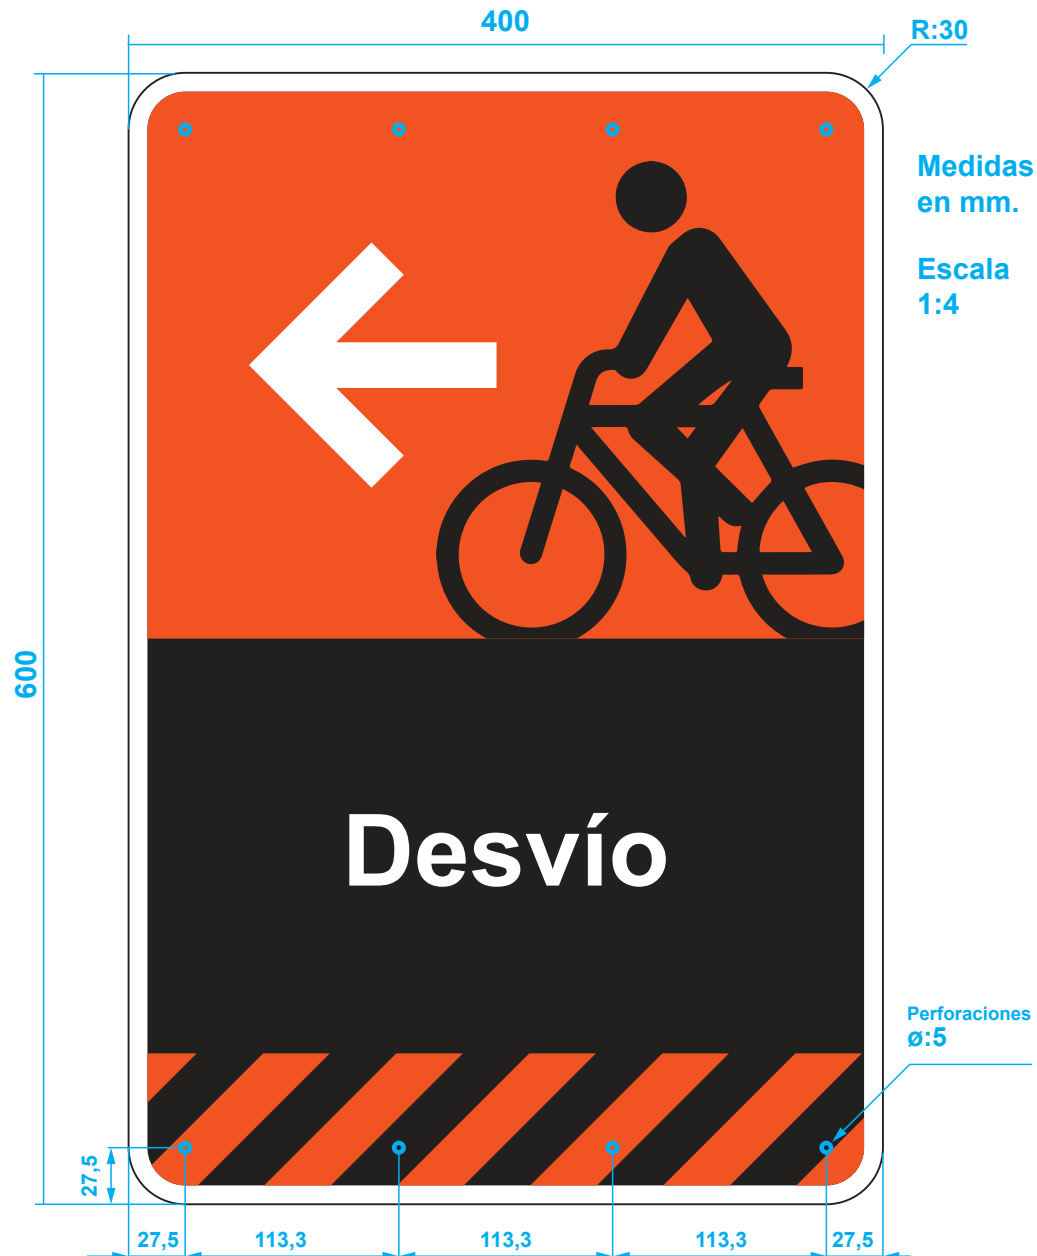 400
R:30
Medidas
en mm.
Escala
1:4
600
Desvío
Perforaciones
ø:5
27,5
27,5
113,3
113,3
113,3
27,5